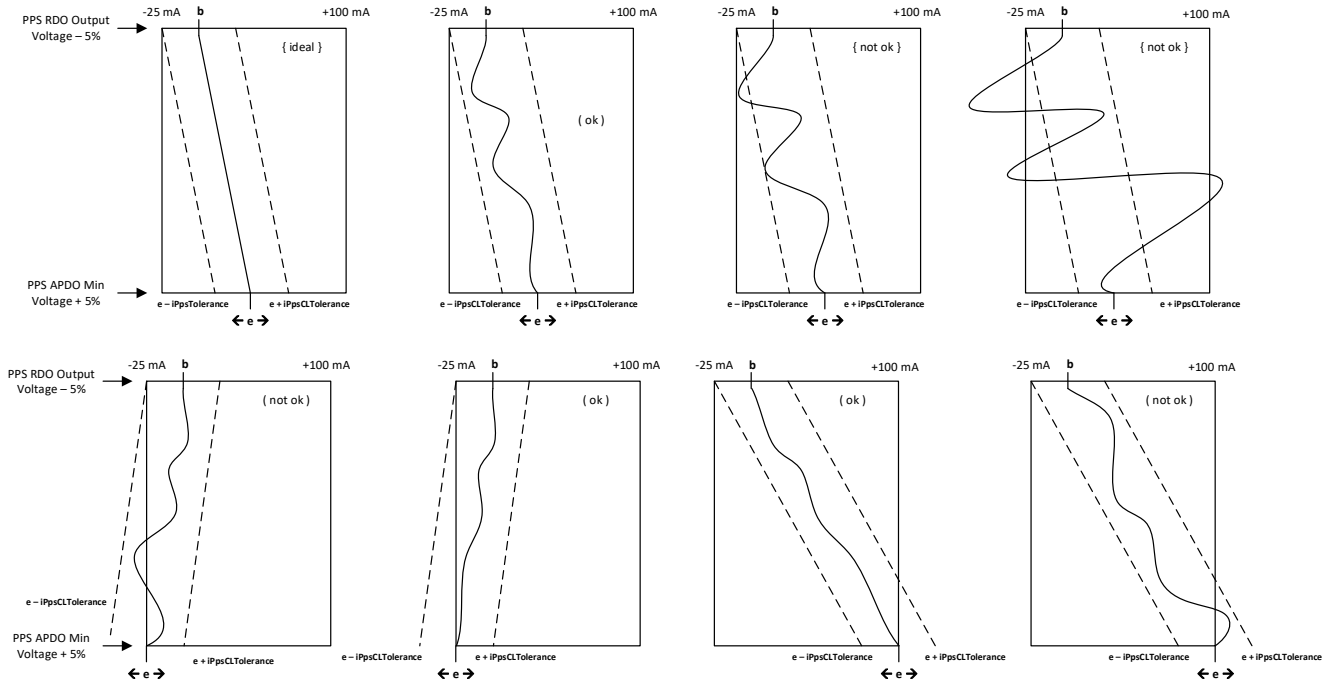 -25 mA b +100 mA
PPS RDO Output
Voltage – 5%
{ ideal }
PPS APDO Min
Voltage + 5%
e – iPpsTolerance e + iPpsCLTolerance
e
-25 mA b +100 mA
( ok )
e – iPpsCLTolerance e + iPpsCLTolerance
e
-25 mA b +100 mA
{ not ok }
e – iPpsCLTolerance e + iPpsCLTolerance
e
-25 mA b +100 mA
{ not ok }
e – iPpsCLTolerance e + iPpsCLTolerance
e
-25 mA b +100 mA
PPS RDO Output
Voltage – 5%
( not ok )
e – iPpsCLTolerance
PPS APDO Min
Voltage + 5%
e + iPpsCLTolerance
e
-25 mA b +100 mA
( ok )
e – iPpsCLTolerance e + iPpsCLTolerance
e
-25 mA b +100 mA
( ok )
e – iPpsCLTolerance e + iPpsCLTolerance
e
-25 mA b +100 mA
( not ok )
e – iPpsCLTolerance e + iPpsCLTolerance
e